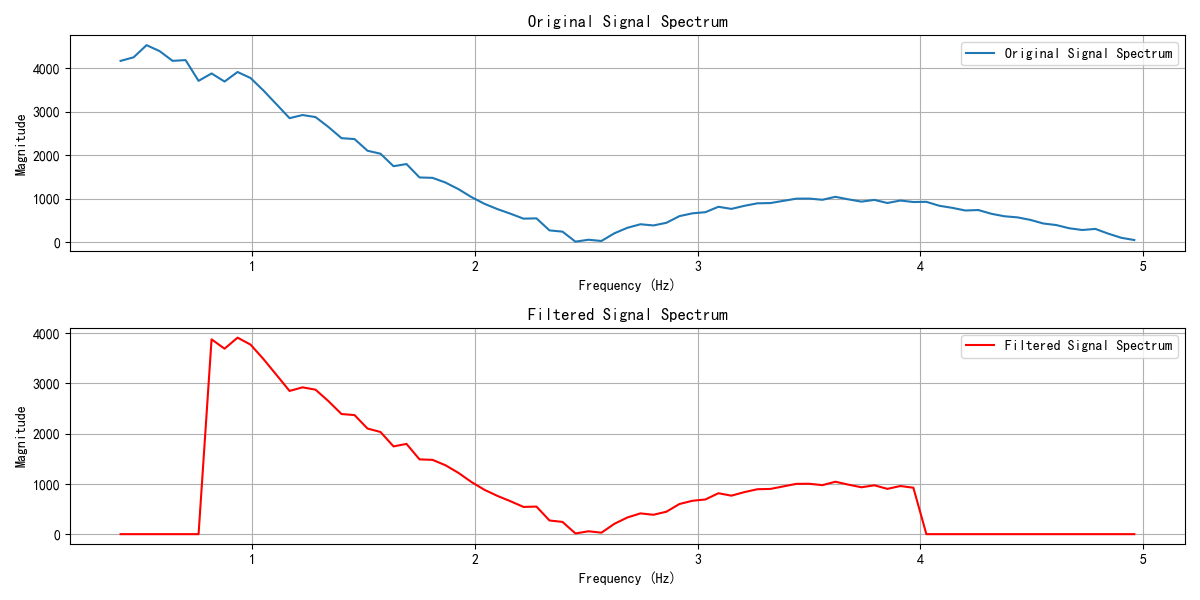 Original Signal Spectrum
Original Signal Spectrum
4000
3000
2000
1000
0
Magnitude
1 2 3 4 5
Frequency (Hz)
Filtered Signal Spectrum
Filtered Signal Spectrum
4000
3000
2000
1000
0
Magnitude
1 2 3 4 5
Frequency (Hz)